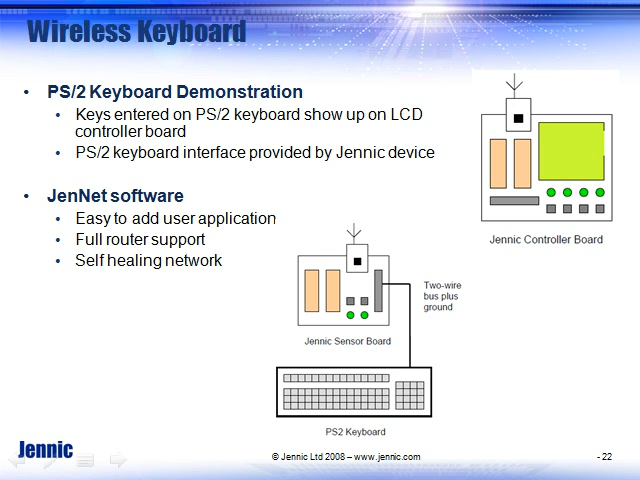 Wireless Keyboard
• PS/2 Keyboard Demonstration
• Keys entered on PS/2 keyboard show up on LCD
controller board
• PS/2 keyboard interface provided by Jennic device
• JenNet software
• Easy to add user application
• Full router support
• Self healing network
Jennic Controller Board
Two-wire
bus plus
ground
Jennic Sensor Board
PS2 Keyboard
Jennic
© Jennic Ltd 2008 – www.jennic.com
- 22